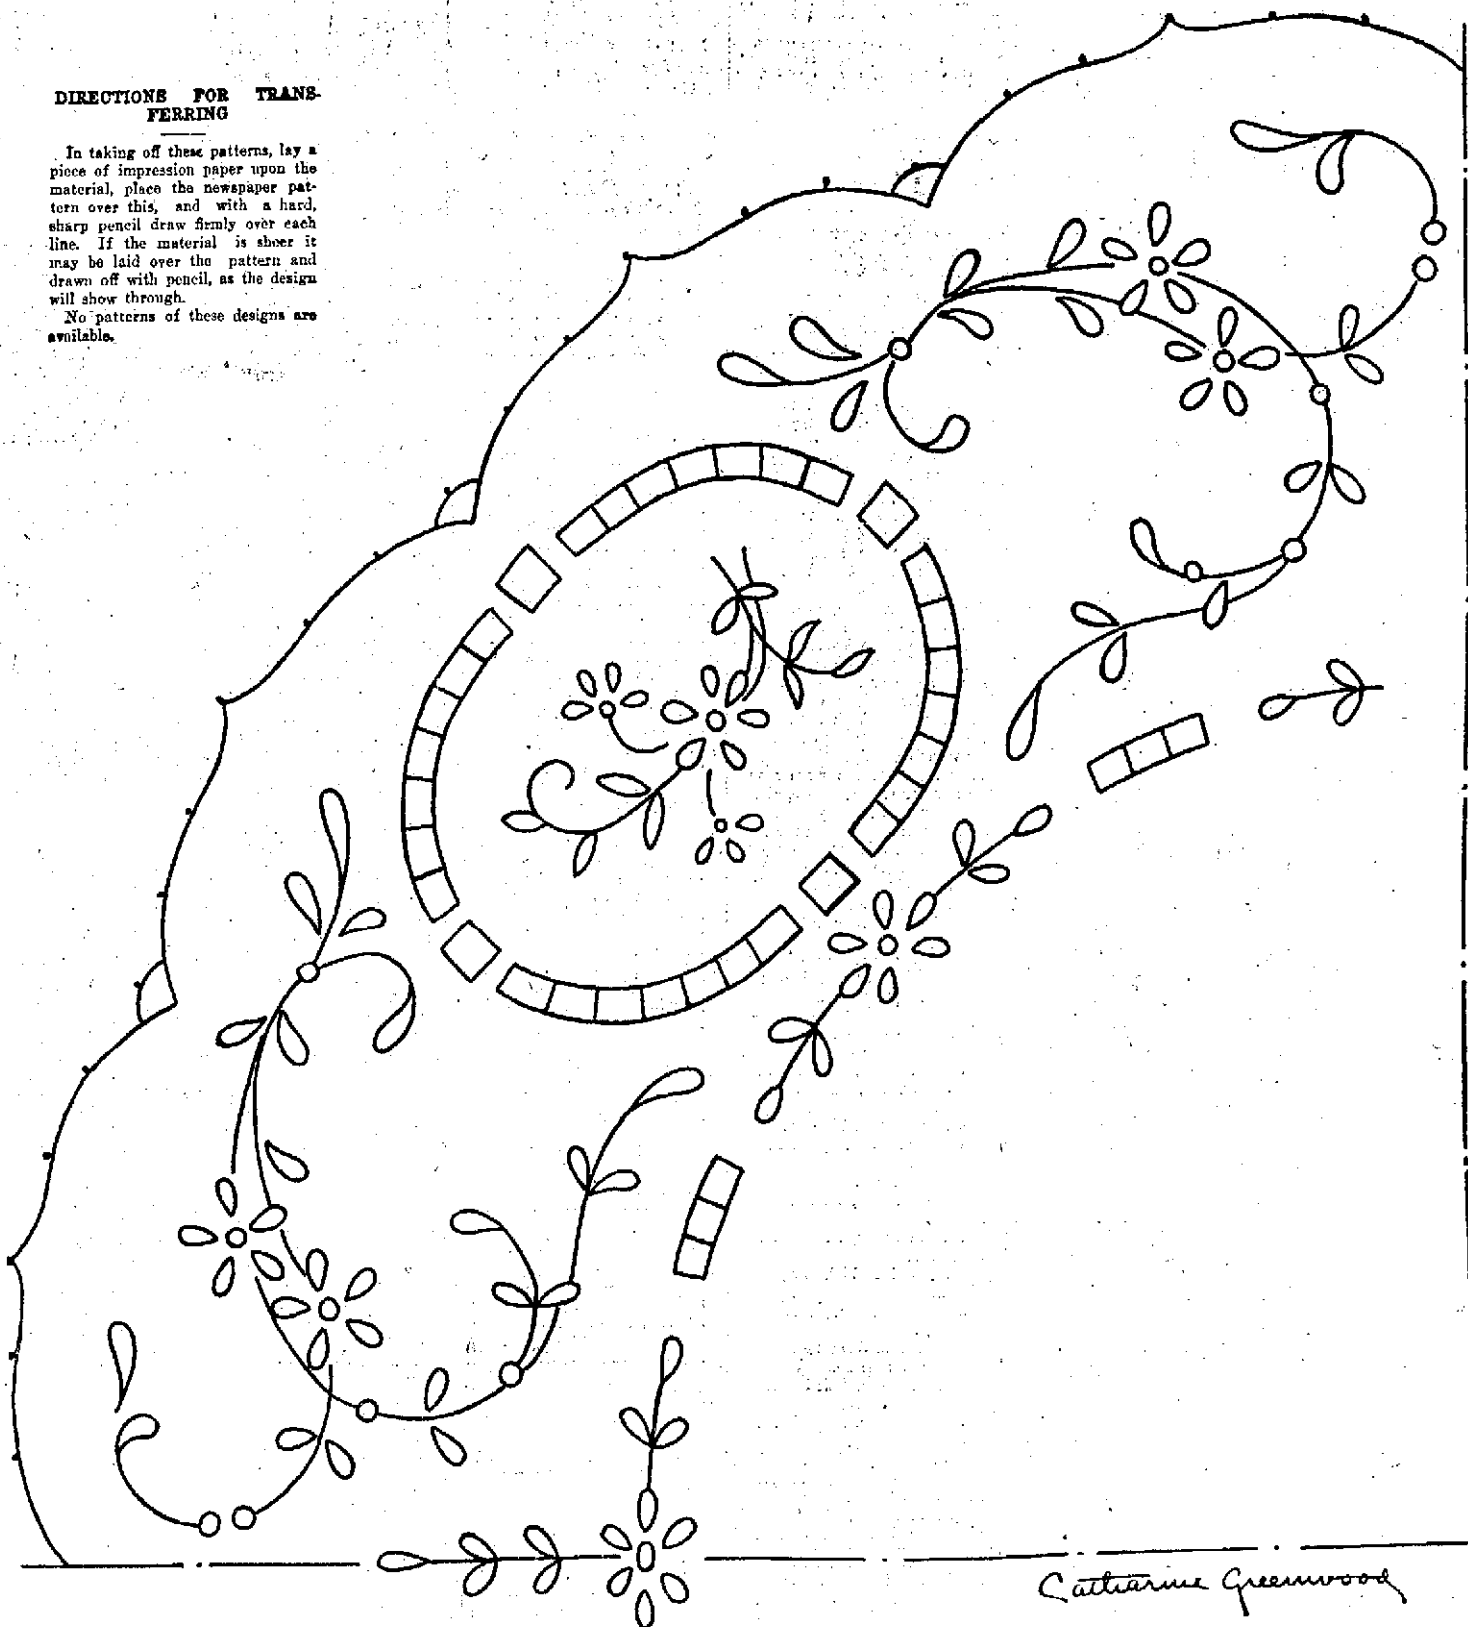 DIRECTIONS FOR TRANS-
FERRING
In taking off these patterns, lay a
piece of impression paper upon the
material, place the newspaper pat-
tern over this, and with a hard,
sharp pencil draw firmly over each
line. If the material is sheer it
may be laid over the pattern and
drawn off with pencil, as the design
will show through.
No patterns of these designs are
available.
Catharine Greenwood